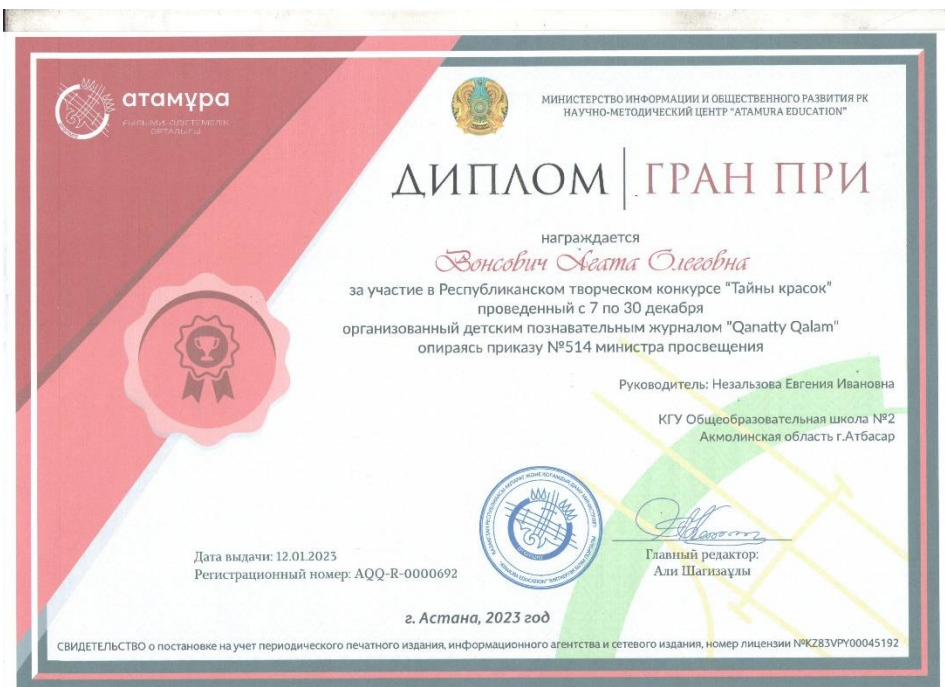 атамұра
ҒЫЛЫМИ-ӘДІСТЕМЕЛІК
ОРТАЛЫҒЫ
МИНИСТЕРСТВО ИНФОРМАЦИИ И ОБЩЕСТВЕННОГО РАЗВИТИЯ РК
НАУЧНО-МЕТОДИЧЕСКИЙ ЦЕНТР "ATAMURA EDUCATION"
ДИПЛОМ | ГРАН ПРИ
награждается
Вонсович Агата Олеговна
за участие в Республиканском творческом конкурсе "Тайны красок"
проведенный с 7 по 30 декабря
организованный детским познавательным журналом "Qanatty Qalam"
опираясь приказу №514 министра просвещения
Руководитель: Незальзова Евгения Ивановна
КГУ Общеобразовательная школа №2
Акмолинская область г.Атбасар
Дата выдачи: 12.01.2023
Регистрационный номер: AQQ-R-0000692
Главный редактор:
Али Шагизаұлы
г. Астана, 2023 год
СВИДЕТЕЛЬСТВО о постановке на учет периодического печатного издания, информационного агентства и сетевого издания, номер лицензии №KZ83VPY00045192